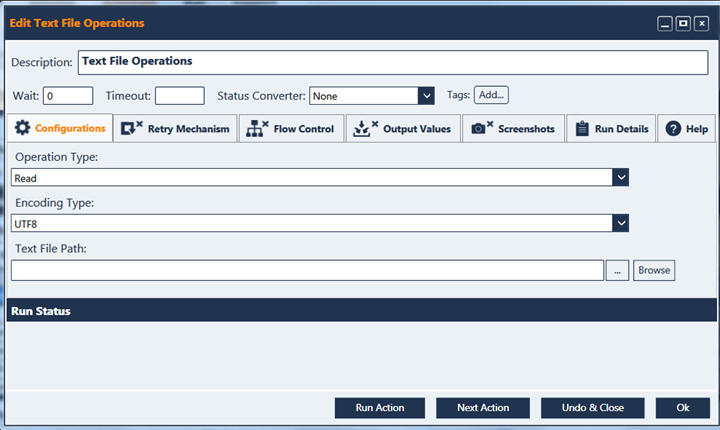 Edit Text File Operations
Description: Text File Operations
Wait: 0 Timeout: Status Converter: None Tags: Add...
Configurations Retry Mechanism Flow Control Output Values Screenshots Run Details Help
Operation Type:
Read
Encoding Type:
UTF8
Text File Path:
... Browse
Run Status
Run Action Next Action Undo & Close Ok